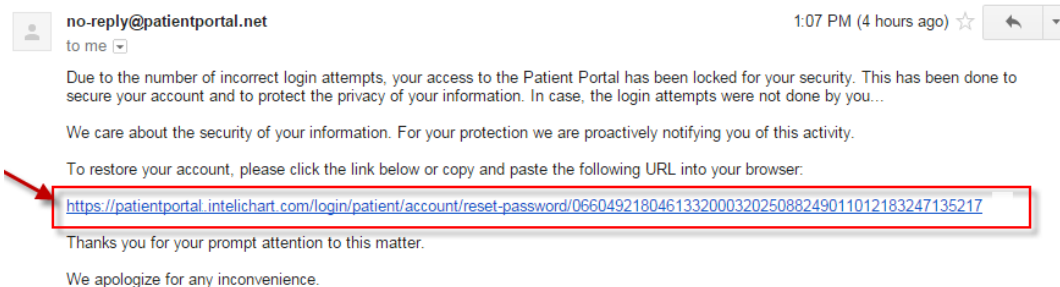 no-reply@patientportal.net
1:07 PM (4 hours ago)
to me
Due to the number of incorrect login attempts, your access to the Patient Portal has been locked for your security. This has been done to
secure your account and to protect the privacy of your information. In case, the login attempts were not done by you...
We care about the security of your information. For your protection we are proactively notifying you of this activity.
To restore your account, please click the link below or copy and paste the following URL into your browser:
https://patientportal.intelichart.com/login/patient/account/reset-password/06604921804613320003202508824901101218324713​5217
Thanks you for your prompt attention to this matter.
We apologize for any inconvenience.